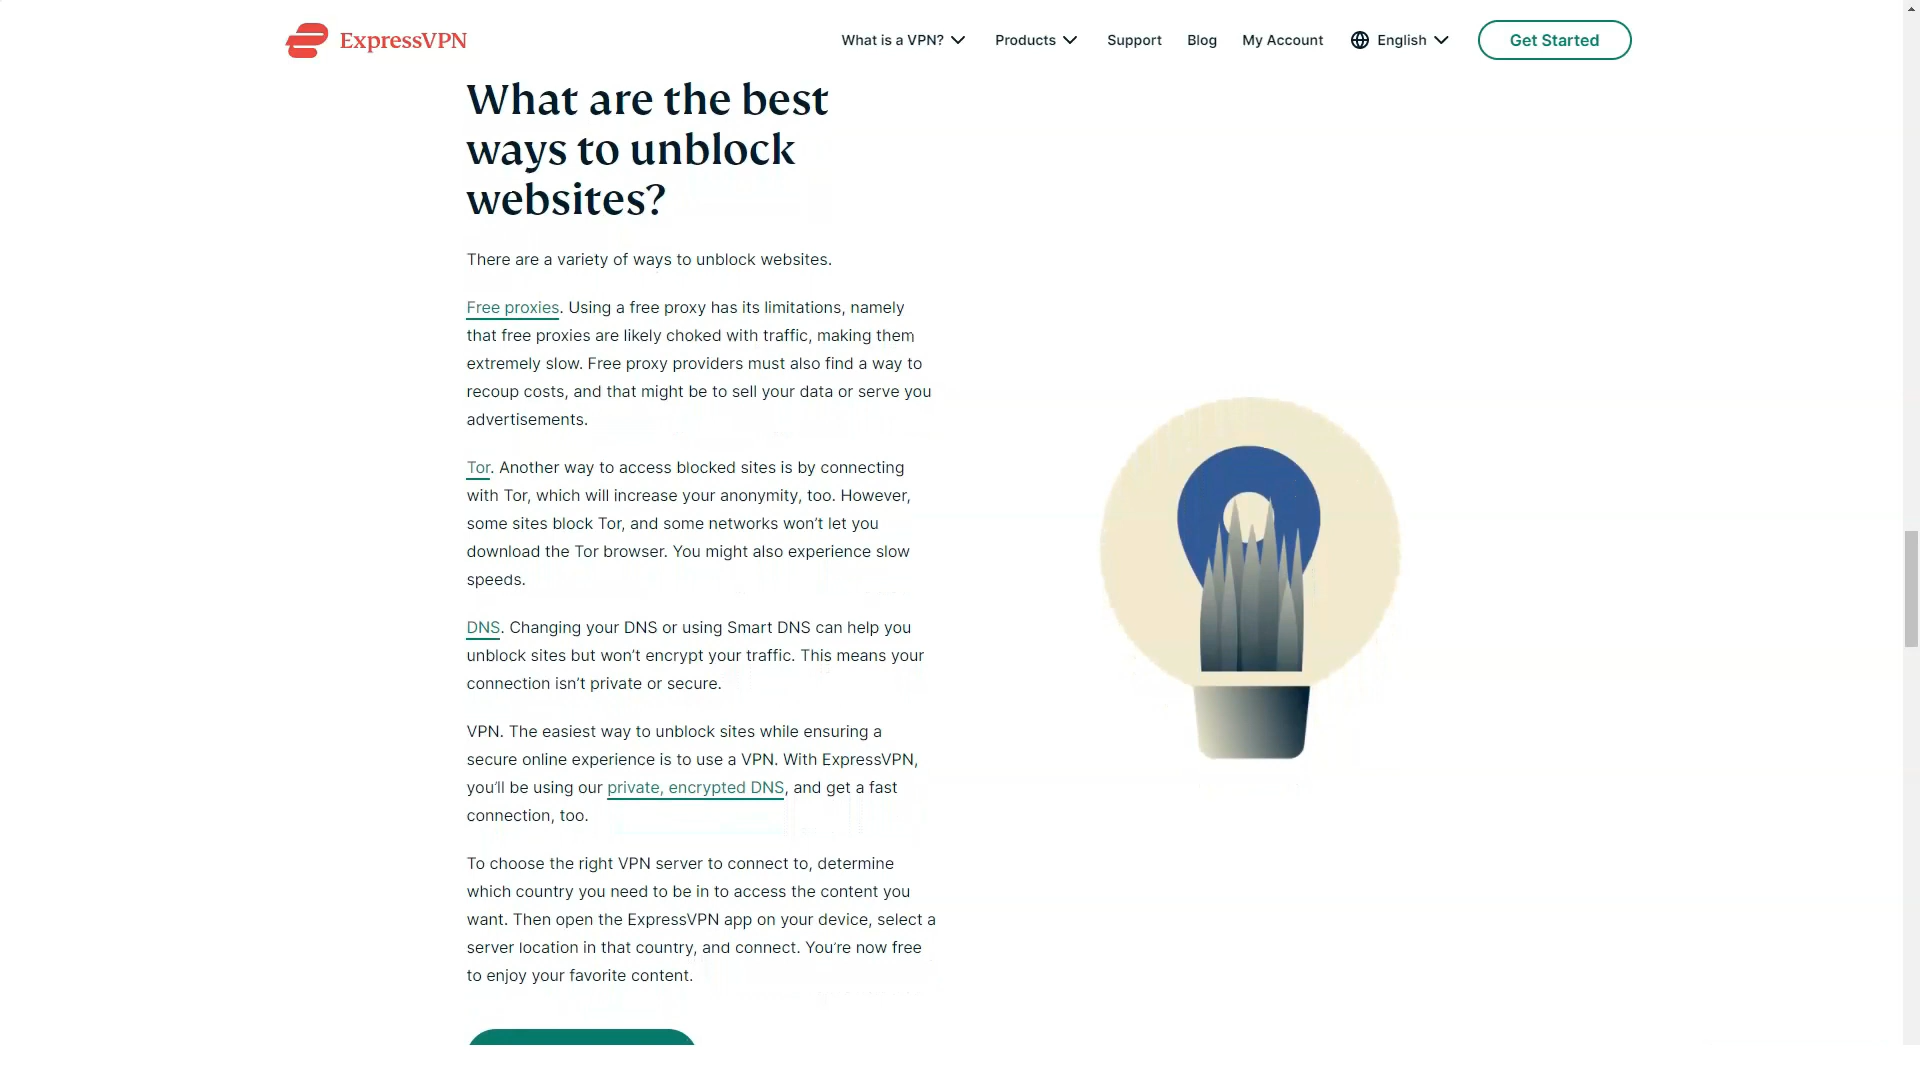 ExpressVPN
What is a VPN?
Products
Support
Blog
My Account
English
Get Started
What are the best
ways to unblock
websites?
There are a variety of ways to unblock websites.
Free proxies. Using a free proxy has its limitations, namely
that free proxies are likely choked with traffic, making them
extremely slow. Free proxy providers must also find a way to
recoup costs, and that might be to sell your data or serve you
advertisements.
Tor. Another way to access blocked sites is by connecting
with Tor, which will increase your anonymity, too. However,
some sites block Tor, and some networks won’t let you
download the Tor browser. You might also experience slow
speeds.
DNS. Changing your DNS or using Smart DNS can help you
unblock sites but won’t encrypt your traffic. This means your
connection isn’t private or secure.
VPN. The easiest way to unblock sites while ensuring a
secure online experience is to use a VPN. With ExpressVPN,
you’ll be using our private, encrypted DNS, and get a fast
connection, too.
To choose the right VPN server to connect to, determine
which country you need to be in to access the content you
want. Then open the ExpressVPN app on your device, select a
server location in that country, and connect. You’re now free
to enjoy your favorite content.